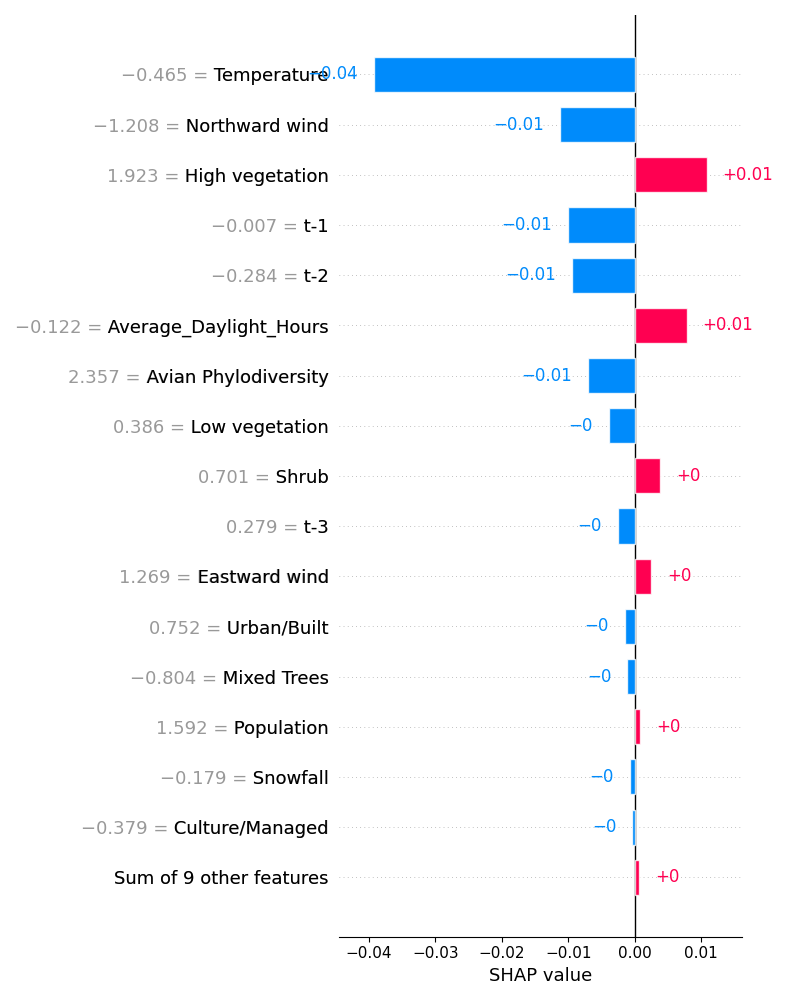 −0.465 = Temperature −0.04
−1.208 = Northward wind −0.01
1.923 = High vegetation +0.01
−0.007 = t-1 −0.01
−0.284 = t-2 −0.01
−0.122 = Average_Daylight_Hours +0.01
2.357 = Avian Phylodiversity −0.01
0.386 = Low vegetation −0
0.701 = Shrub +0
0.279 = t-3 −0
1.269 = Eastward wind +0
0.752 = Urban/Built −0
−0.804 = Mixed Trees −0
1.592 = Population +0
−0.179 = Snowfall −0
−0.379 = Culture/Managed −0
Sum of 9 other features +0
−0.04 −0.03 −0.02 −0.01 0.00 0.01
SHAP value